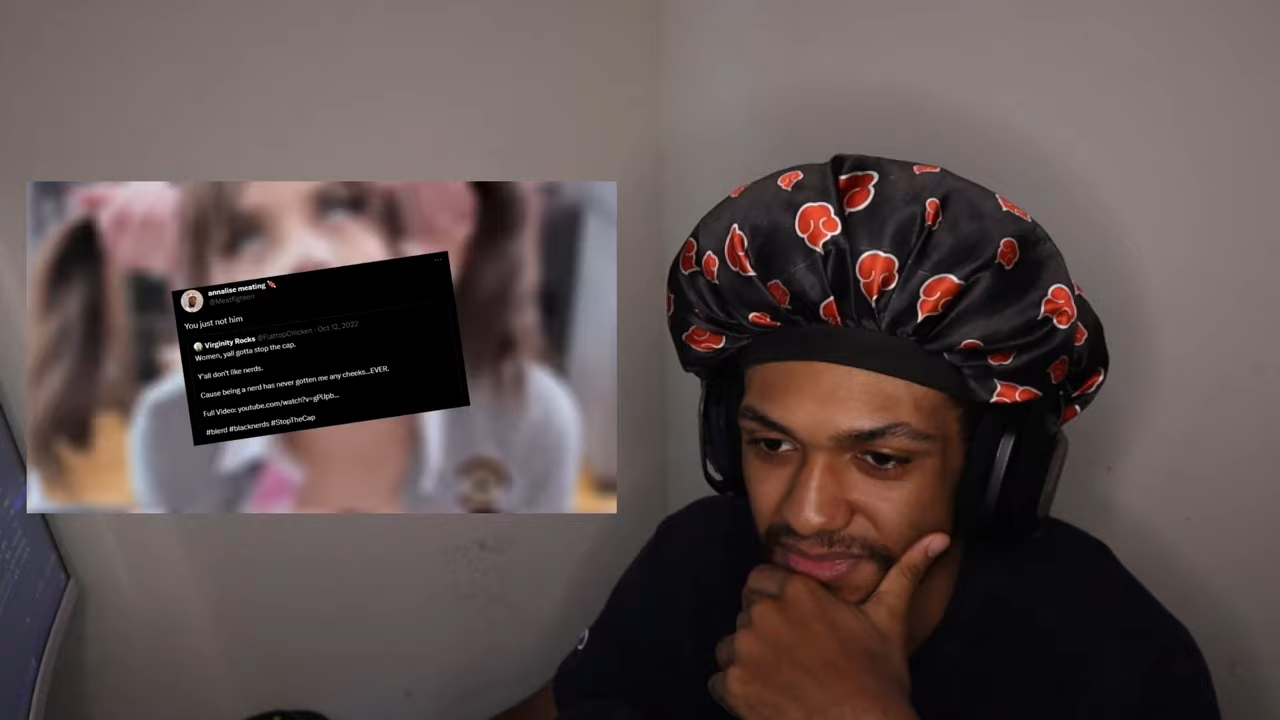 annalise meating
@Meatfighterr
You just not him
Virginity Rocks @FlattopChicken · Oct 12, 2022
Women, yall gotta stop the cap.
Y'all don't like nerds.
Cause being a nerd has never gotten me any cheeks...EVER.
Full Video: youtube.com/watch?v=gPUpb...
#blerd #blacknerds #StopTheCap